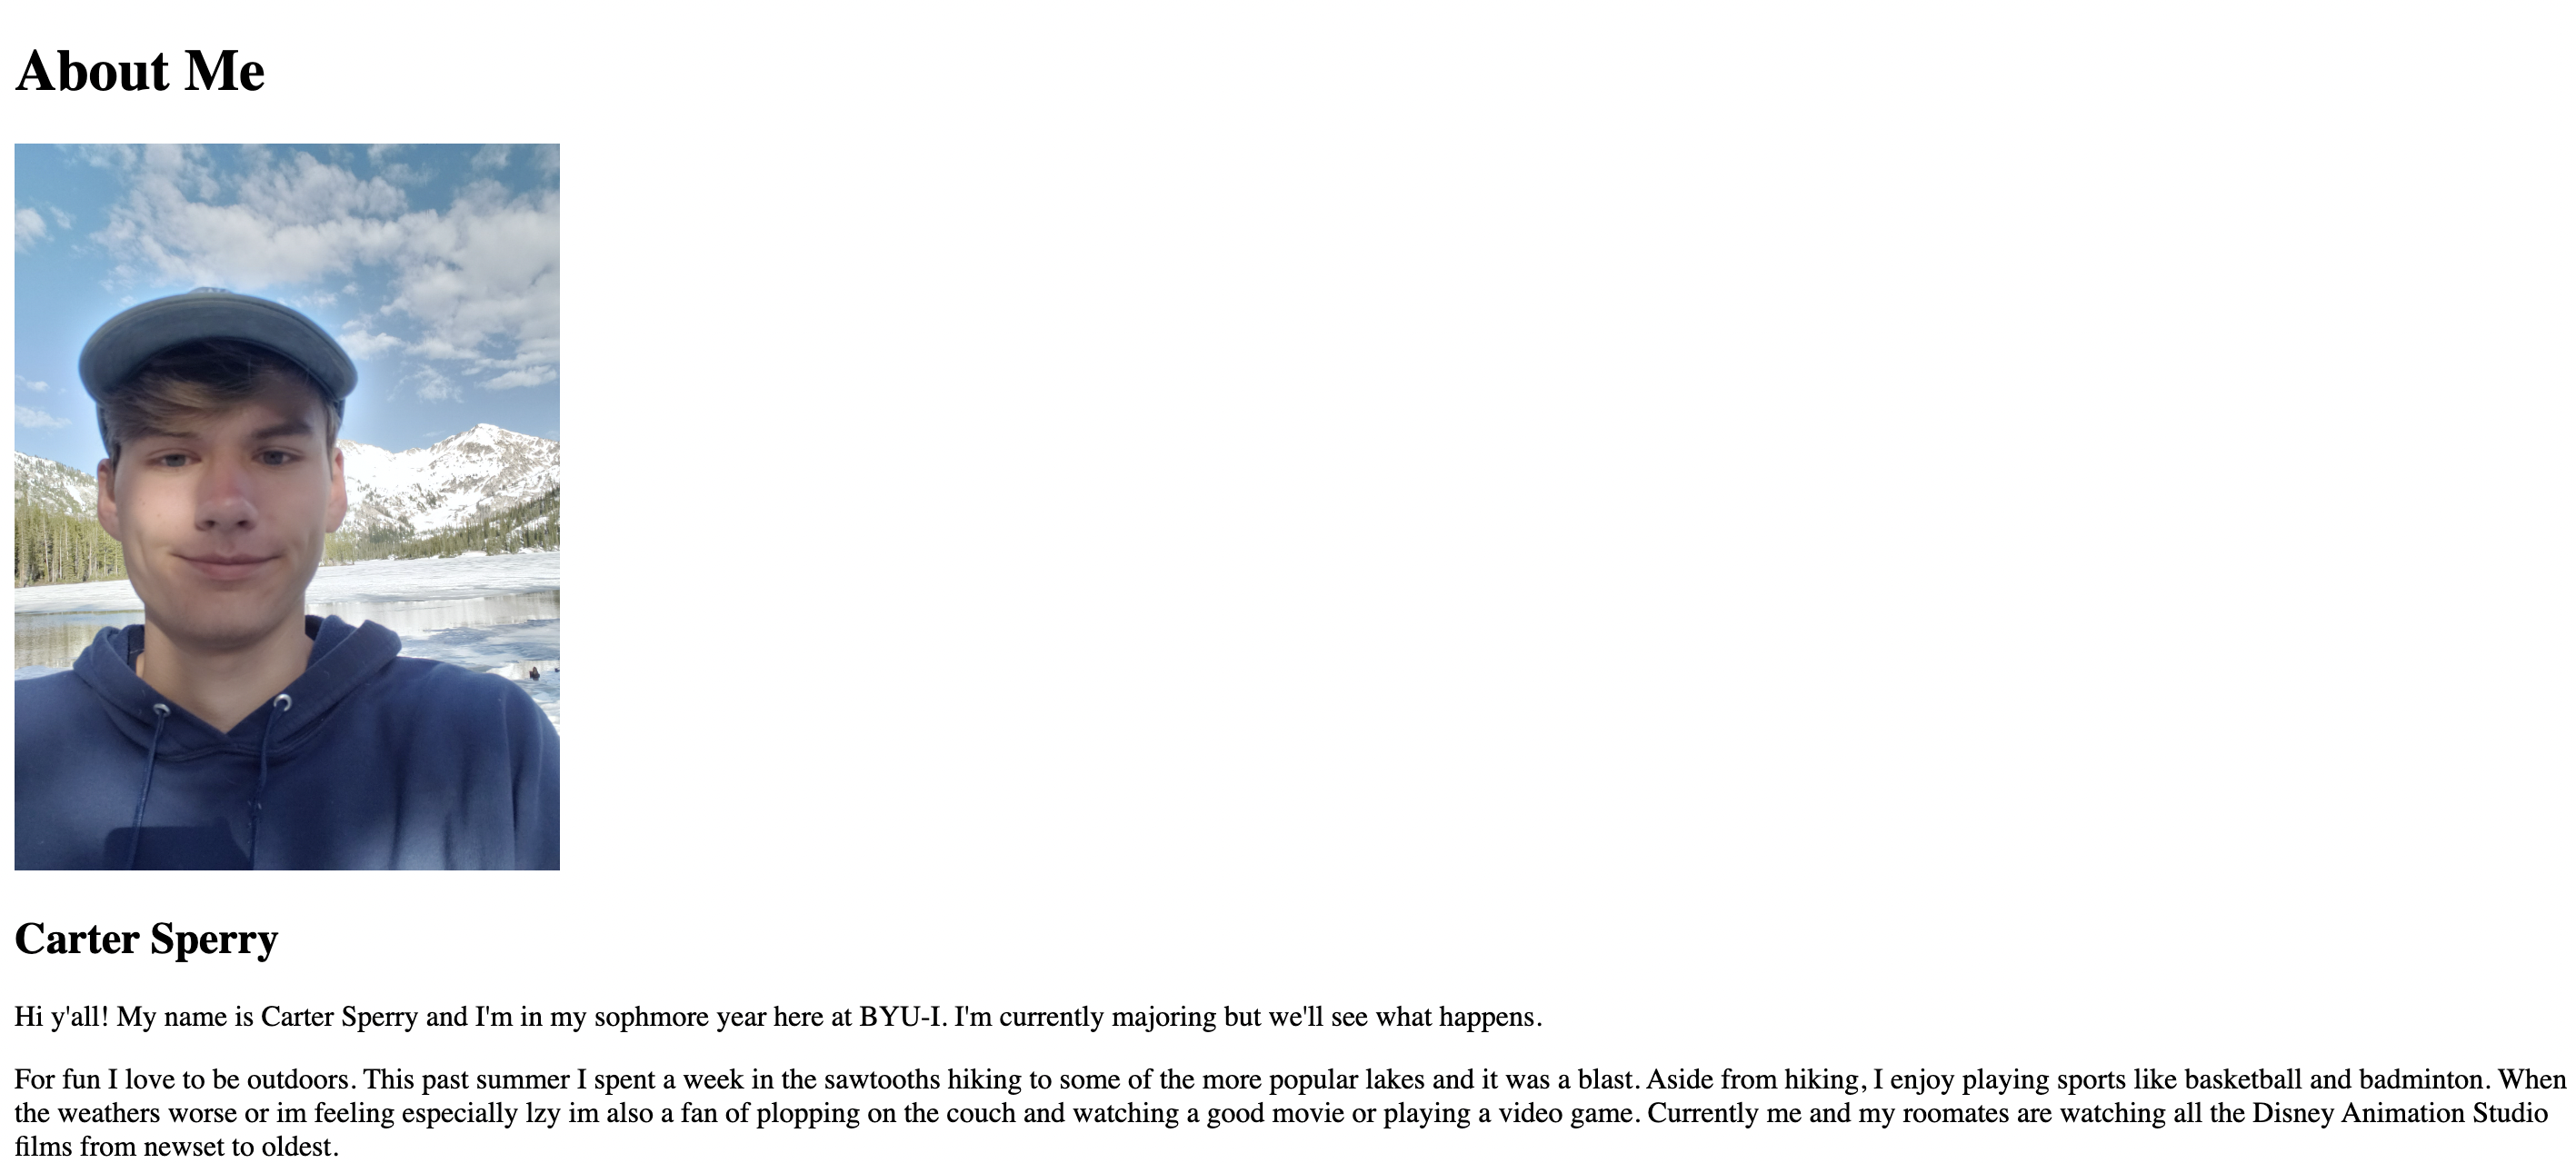 About Me
Carter Sperry
Hi y'all! My name is Carter Sperry and I'm in my sophmore year here at BYU-I. I'm currently majoring but we'll see what happens.
For fun I love to be outdoors. This past summer I spent a week in the sawtooths hiking to some of the more popular lakes and it was a blast. Aside from hiking, I enjoy playing sports like basketball and badminton. When
the weathers worse or im feeling especially lzy im also a fan of plopping on the couch and watching a good movie or playing a video game. Currently me and my roomates are watching all the Disney Animation Studio
films from newset to oldest.